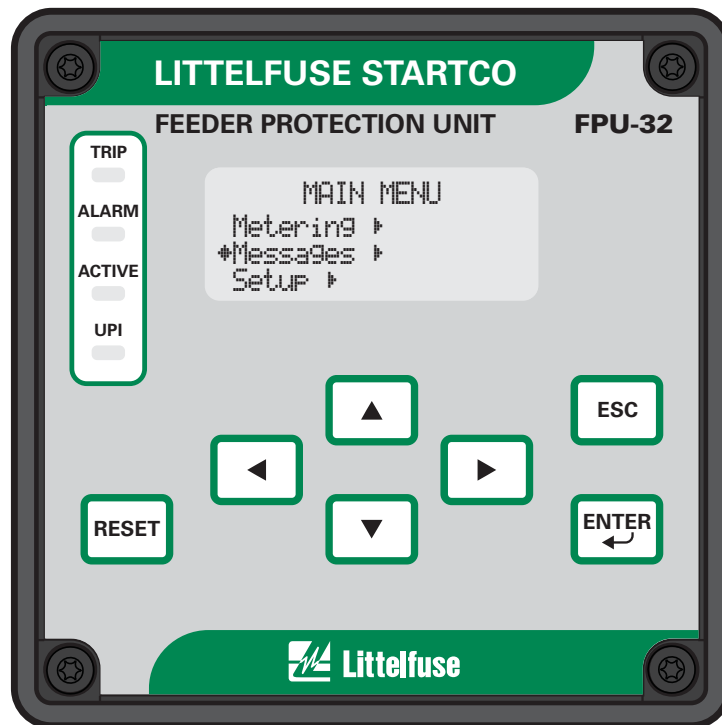 LITTELFUSE STARTCO
FEEDER PROTECTION UNIT FPU-32
TRIP
ALARM
ACTIVE
UPI
MAIN MENU
Metering
Messages
Setup
ESC
RESET
ENTER
Littelfuse